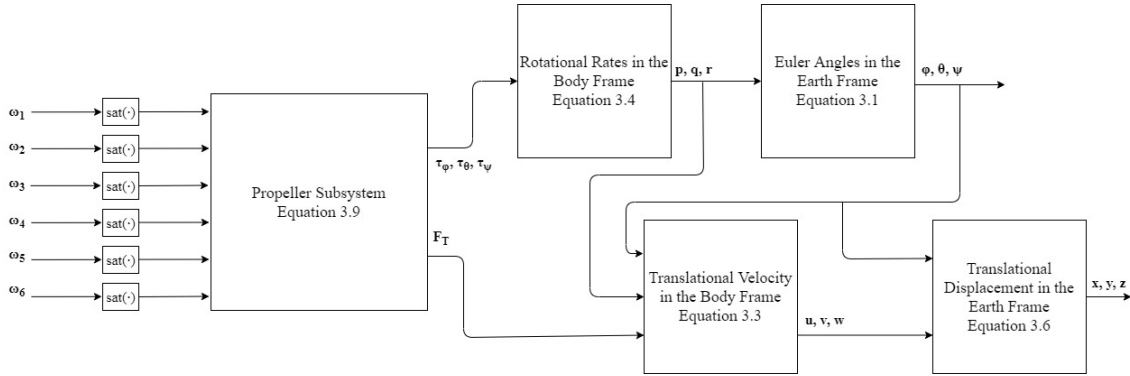 ω1
ω2
ω3
ω4
ω5
ω6
sat(·)
sat(·)
sat(·)
sat(·)
sat(·)
sat(·)
Propeller Subsystem
Equation 3.9
τφ, τθ, τψ
FT
Rotational Rates in the
Body Frame
Equation 3.4
p, q, r
Euler Angles in the
Earth Frame
Equation 3.1
φ, θ, ψ
Translational Velocity
in the Body Frame
Equation 3.3
u, v, w
Translational
Displacement in the
Earth Frame
Equation 3.6
x, y, z